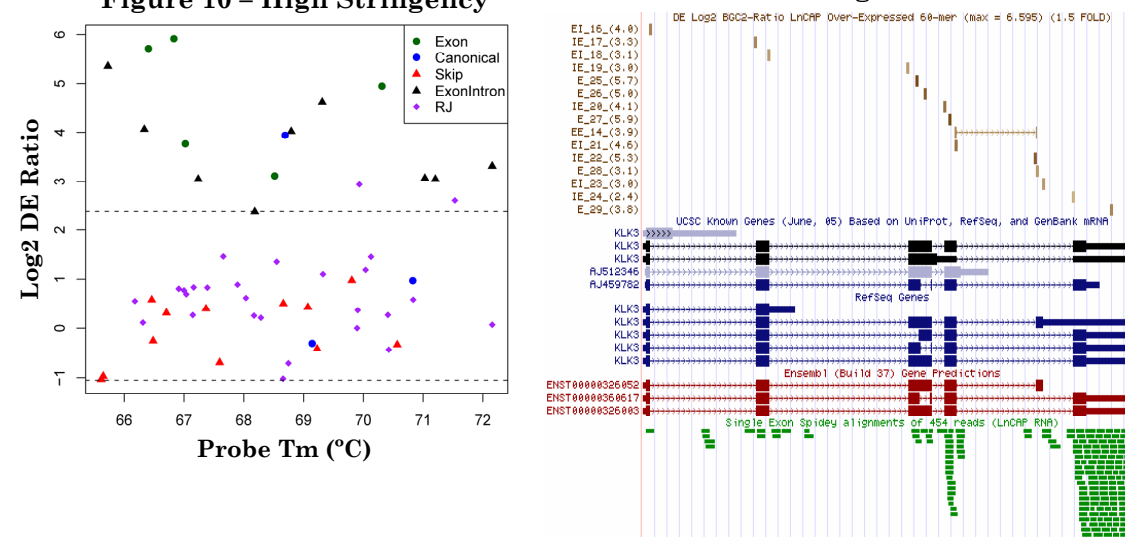 Figure 10 – High Stringency
6
5
4
3
2
1
0
−1
Log2 DE Ratio
Exon
Canonical
Skip
ExonIntron
RJ
66
67
68
69
70
71
72
Probe Tm (ºC)
DE Log2 BGC2-Ratio LnCAP Over-Expressed 60-mer (max = 6.595) (1.5 FOLD)
EI_16_(4.0)
IE_17_(3.3)
EI_18_(3.1)
IE_19_(3.0)
E_25_(5.7)
E_26_(5.0)
IE_20_(4.1)
E_27_(5.9)
EE_14_(3.9)
EI_21_(4.6)
IE_22_(5.3)
E_28_(3.1)
EI_23_(3.0)
IE_24_(2.4)
E_29_(3.8)
UCSC Known Genes (June, 05) Based on UniProt, RefSeq, and GenBank mRNA
KLK3
KLK3
KLK3
AJ512346
AJ459782
RefSeq Genes
KLK3
KLK3
KLK3
KLK3
KLK3
Ensembl (Build 37) Gene Predictions
ENST00000326052
ENST00000360617
ENST00000326003
Single Exon Spidey alignments of 454 reads (LnCAP RNA)